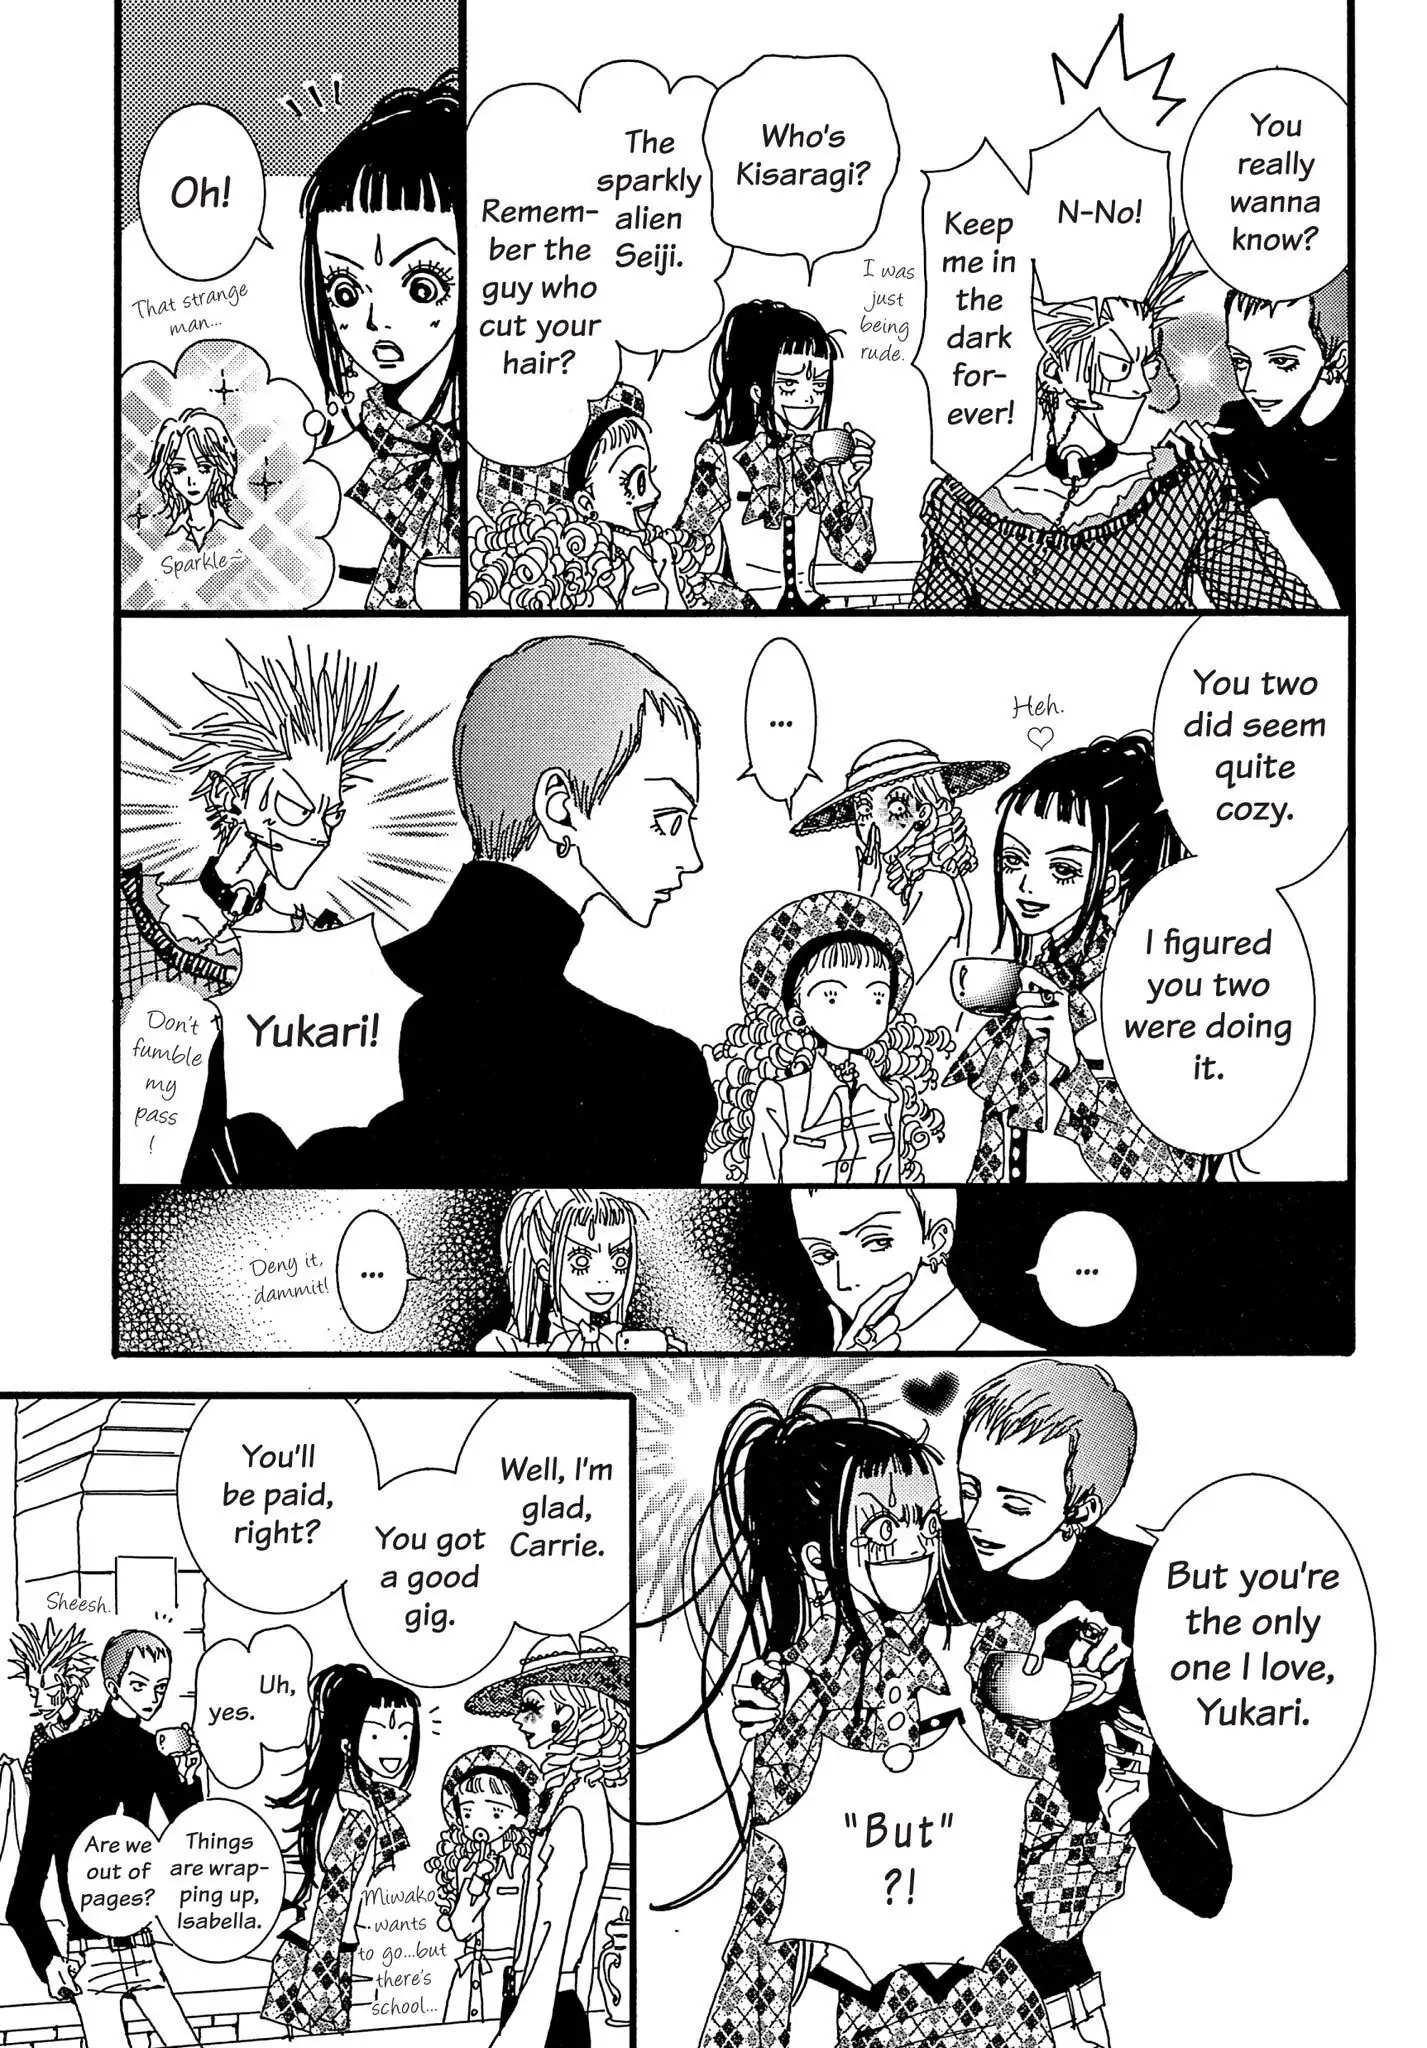 You
really
wanna
know?
N-No!
Keep
me in
the
dark
for-
ever!
I was
just
being
rude.
Who's
Kisaragi?
The
sparkly
alien
Seiji.
Remem-
ber the
guy who
cut your
hair?
Oh!
That strange
man...
Sparkle~
You two
did seem
quite
cozy.
I figured
you two
were doing
it.
Heh.
♡
...
Yukari!
Don't
fumble
my
pass
!
...
...
Deny it,
dammit!
But you're
the only
one I love,
Yukari.
"But"
?!
Well, I'm
glad,
Carrie.
You got
a good
gig.
You'll
be paid,
right?
Uh,
yes.
Sheesh.
Miwako
wants
to go...but
there's
school...
Things
are wrap-
ping up,
Isabella.
Are we
out of
pages?